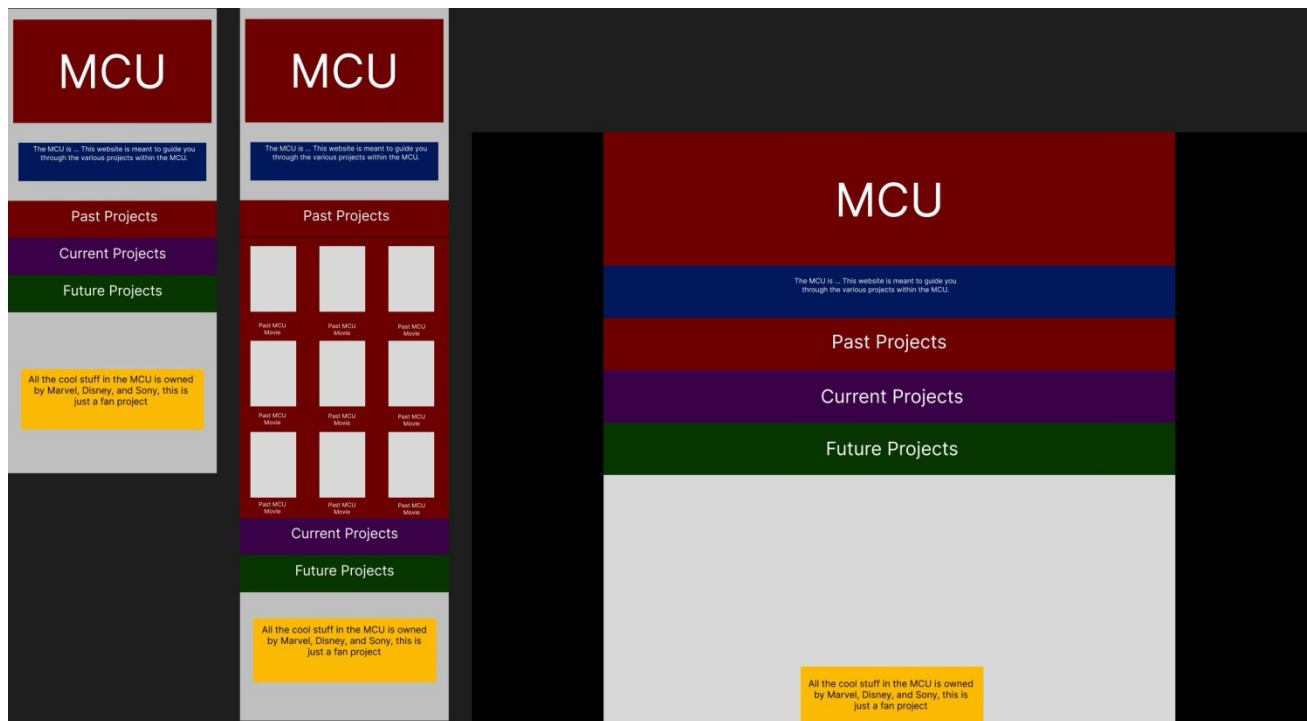 MCU
The MCU is ... This website is meant to guide you
through the various projects within the MCU.
Past Projects
Current Projects
Future Projects
All the cool stuff in the MCU is owned
by Marvel, Disney, and Sony, this is
just a fan project
MCU
The MCU is ... This website is meant to guide you
through the various projects within the MCU.
Past Projects
Past MCU
Movie
Past MCU
Movie
Past MCU
Movie
Past MCU
Movie
Past MCU
Movie
Past MCU
Movie
Past MCU
Movie
Past MCU
Movie
Past MCU
Movie
Current Projects
Future Projects
All the cool stuff in the MCU is owned
by Marvel, Disney, and Sony, this is
just a fan project
MCU
The MCU is ... This website is meant to guide you
through the various projects within the MCU.
Past Projects
Current Projects
Future Projects
All the cool stuff in the MCU is owned
by Marvel, Disney, and Sony, this is
just a fan project